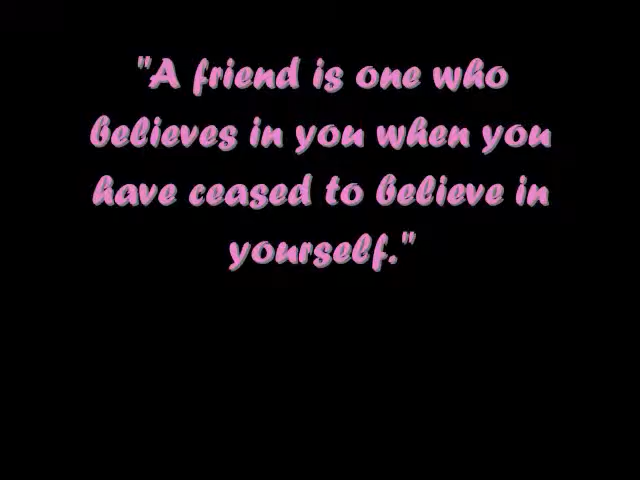 "A friend is one who
believes in you when you
have ceased to believe in
yourself."